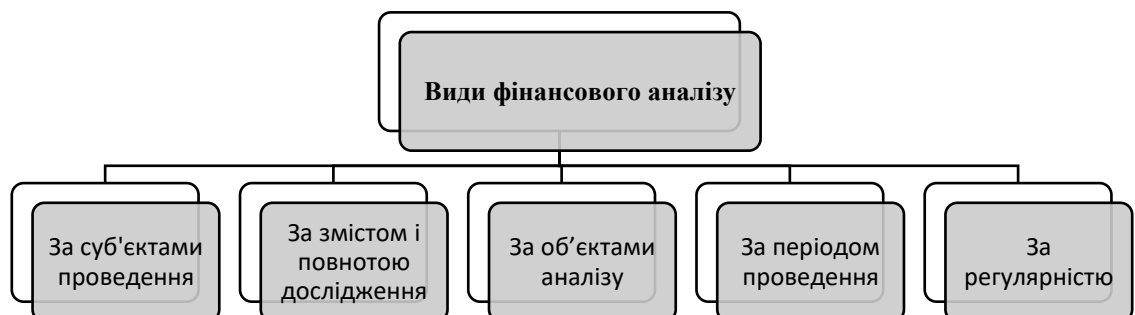 Види фінансового аналізу
За суб'єктами
проведення
За змістом і
повнотою
дослідження
За об’єктами
аналізу
За періодом
проведення
За
регулярністю